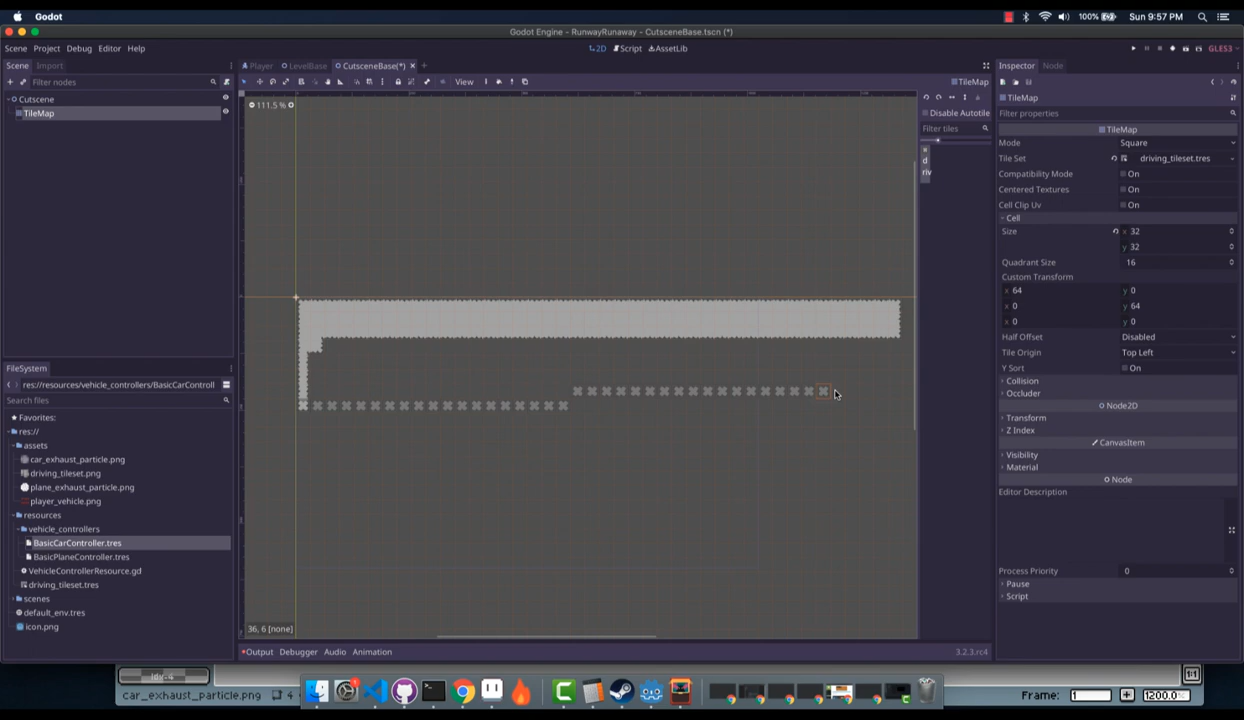 Godot
100%
Sun 9:57 PM
Godot Engine - RunwayRunaway - CutsceneBase.tscn (*)
Scene Project Debug Editor Help
2D Script AssetLib
GLES3
Scene Import
Player LevelBase CutsceneBase(*)
Inspector Node
Filter nodes
View
TileMap
Cutscene
TileMap
111.5 %
TileMap
Disable Autotile
Filter tiles
d
riv
Filter properties
TileMap
Mode Square
Tile Set driving_tileset.tres
Compatibility Mode On
Centered Textures On
Cell Clip Uv On
Cell
Size x 32
y 32
Quadrant Size 16
Custom Transform
x 64 y 0
x 0 y 64
x 0 y 0
Half Offset Disabled
Tile Origin Top Left
Y Sort On
Collision
Occluder
Node2D
Transform
Z Index
CanvasItem
Visibility
Material
Node
Editor Description
Process Priority 0
Pause
Script
FileSystem
res://resources/vehicle_controllers/BasicCarControll
Search files
Favorites:
res://
assets
car_exhaust_particle.png
driving_tileset.png
plane_exhaust_particle.png
player_vehicle.png
resources
vehicle_controllers
BasicCarController.tres
BasicPlaneController.tres
VehicleControllerResource.gd
driving_tileset.tres
scenes
default_env.tres
icon.png
36, 6 [none]
Output Debugger Audio Animation
3.2.3.rc4
Idx-4
car_exhaust_particle.png 4
Frame: 1 1200.0